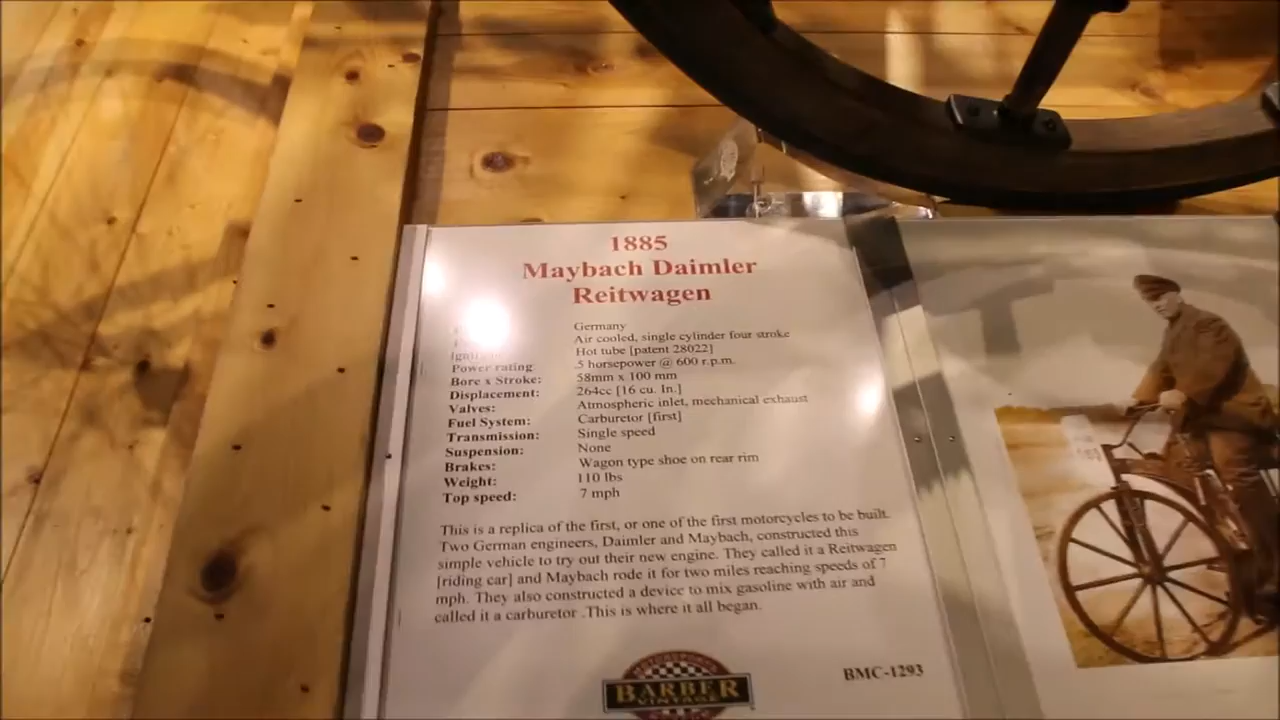 1885
Maybach Daimler
Reitwagen
Germany
Air cooled, single cylinder four stroke
Hot tube [patent 28022]
Power rating .5 horsepower @ 600 r.p.m.
Bore x Stroke: 58mm x 100 mm
Displacement: 264cc [16 cu. In.]
Valves: Atmospheric inlet, mechanical exhaust
Fuel System: Carburetor [first]
Transmission: Single speed
Suspension: None
Brakes: Wagon type shoe on rear rim
Weight: 110 lbs
Top speed: 7 mph
This is a replica of the first, or one of the first motorcycles to be built.
Two German engineers, Daimler and Maybach, constructed this
simple vehicle to try out their new engine. They called it a Reitwagen
[riding car] and Maybach rode it for two miles reaching speeds of 7
mph. They also constructed a device to mix gasoline with air and
called it a carburetor .This is where it all began.
BARBER
VINTAGE
BMC-1293